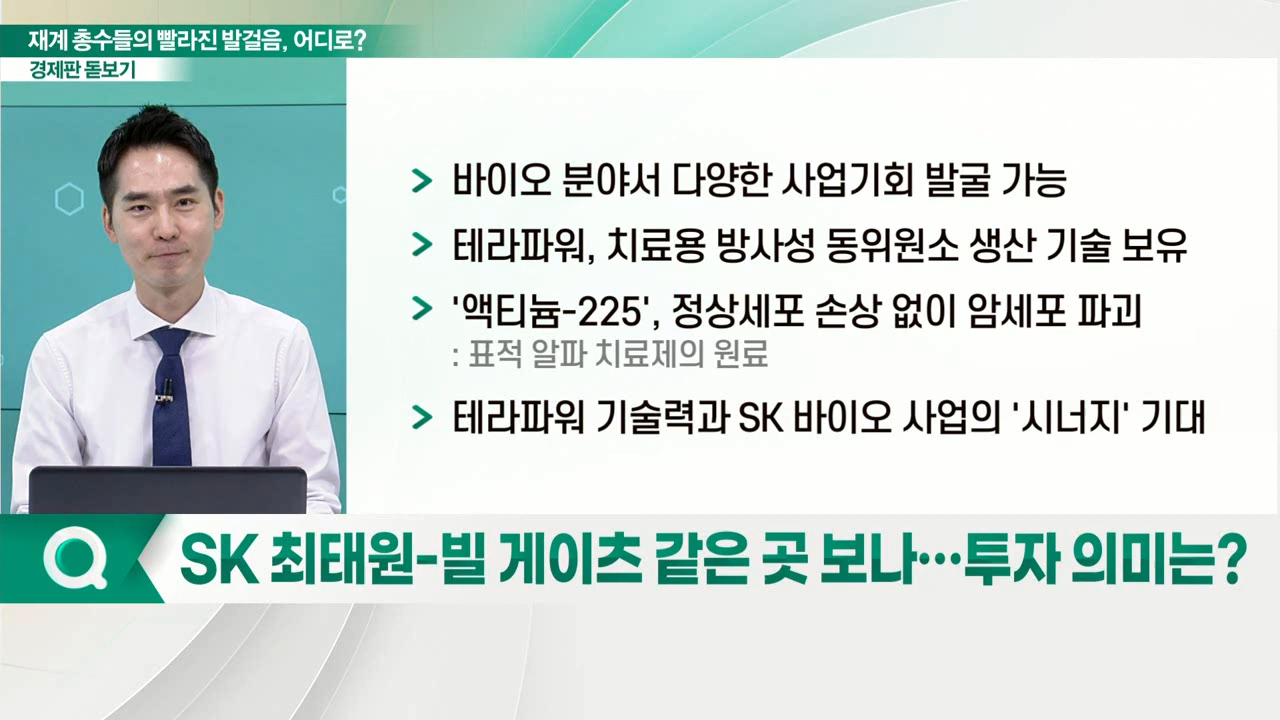 재계 총수들의 빨라진 발걸음, 어디로?
경제판 돋보기
> 바이오 분야서 다양한 사업기회 발굴 가능
> 테라파워, 치료용 방사성 동위원소 생산 기술 보유
> '액티늄-225', 정상세포 손상 없이 암세포 파괴
: 표적 알파 치료제의 원료
> 테라파워 기술력과 SK 바이오 사업의 '시너지' 기대
Q SK 최태원-빌 게이츠 같은 곳 보나…투자 의미는?